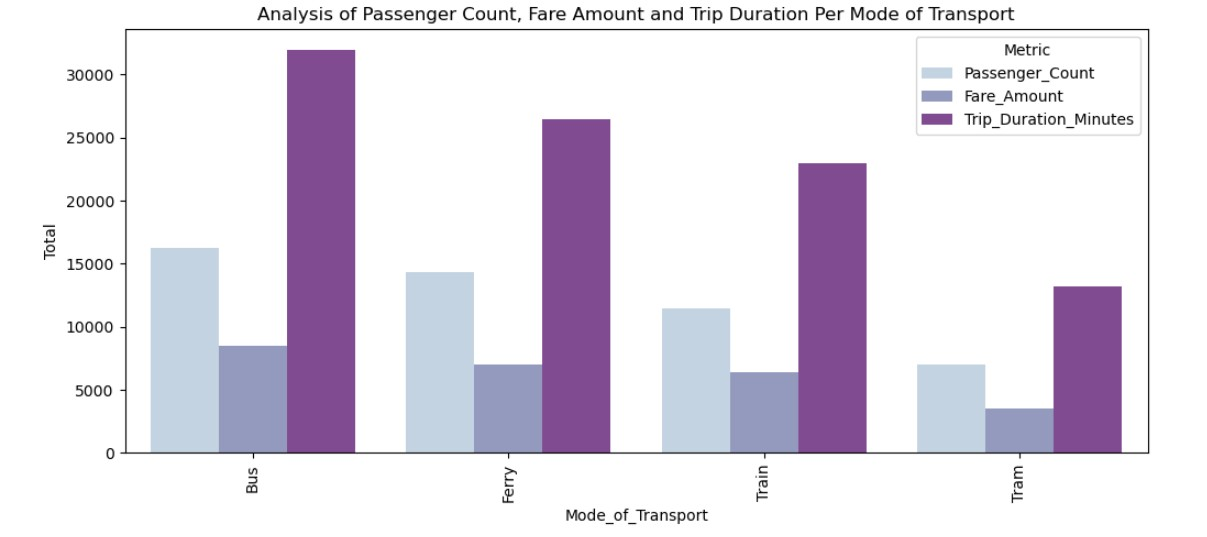 Analysis of Passenger Count, Fare Amount and Trip Duration Per Mode of Transport
Metric
Passenger_Count
Fare_Amount
Trip_Duration_Minutes
Total
30000
25000
20000
15000
10000
5000
0
Bus
Ferry
Train
Tram
Mode_of_Transport